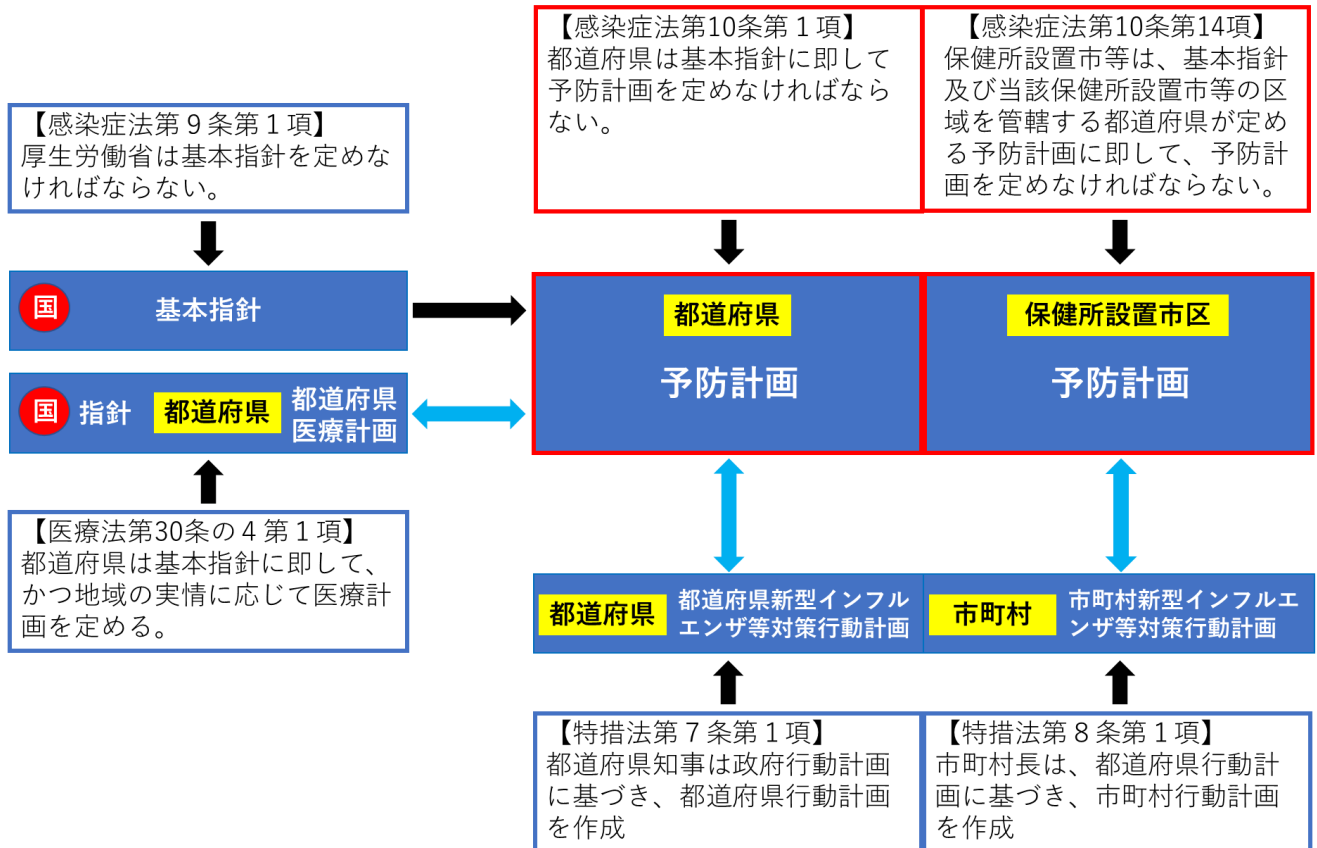 【感染症法第10条第１項】
都道府県は基本指針に即して
予防計画を定めなければなら
ない。
【感染症法第10条第14項】
保健所設置市等は、基本指針
及び当該保健所設置市等の区
域を管轄する都道府県が定め
る予防計画に即して、予防計
画を定めなければならない。
【感染症法第９条第１項】
厚生労働省は基本指針を定めな
ければならない。
国 基本指針
都道府県
予防計画
保健所設置市区
予防計画
国 指針 都道府県 都道府県
医療計画
【医療法第30条の４第１項】
都道府県は基本指針に即して、
かつ地域の実情に応じて医療計
画を定める。
都道府県 都道府県新型インフル
エンザ等対策行動計画
市町村 市町村新型インフルエ
ンザ等対策行動計画
【特措法第７条第１項】
都道府県知事は政府行動計画
に基づき、都道府県行動計画
を作成
【特措法第８条第１項】
市町村長は、都道府県行動計
画に基づき、市町村行動計画
を作成